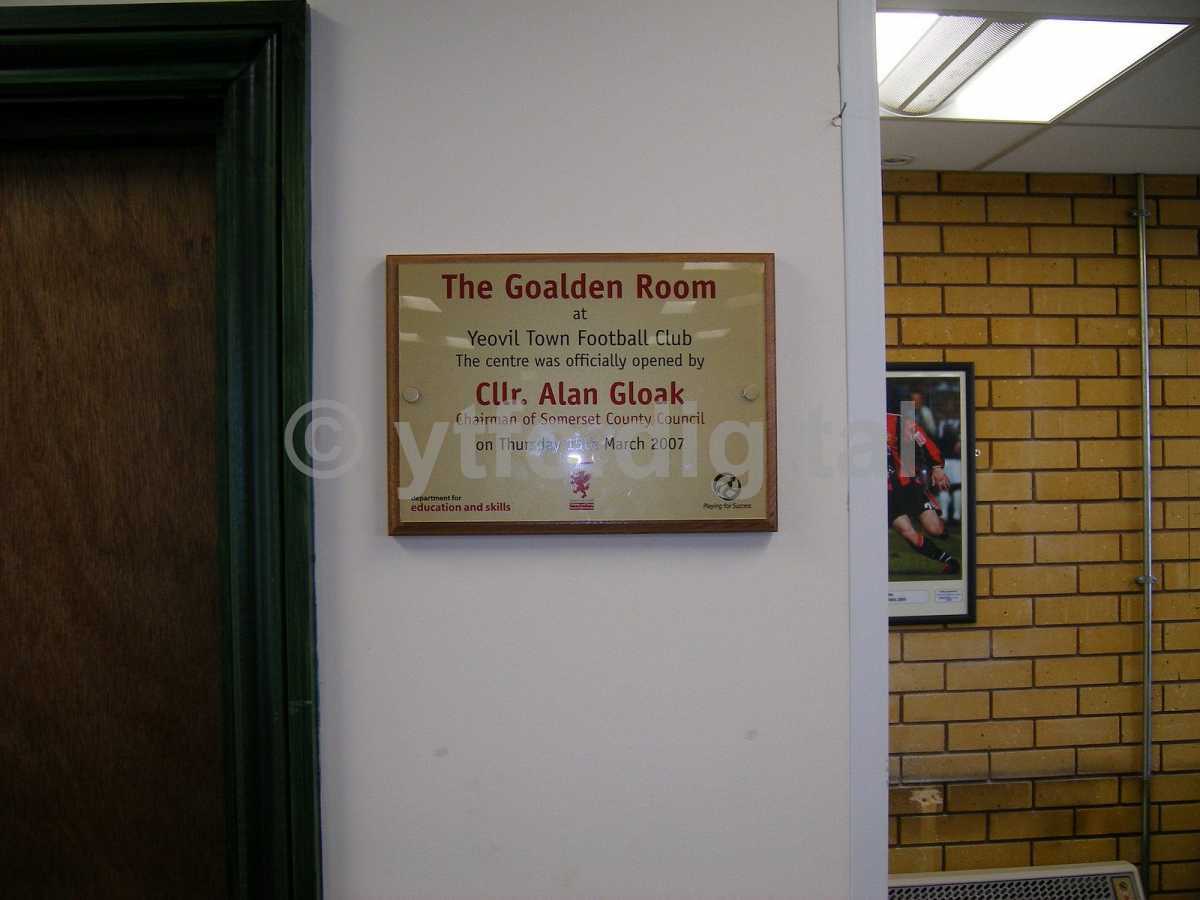 The Goalden Room
at
Yeovil Town Football Club
The centre was officially opened by
Cllr. Alan Gloak
Chairman of Somerset County Council
on Thursday 15th March 2007
department for
education and skills
Playing for Success
© ytfcdigital